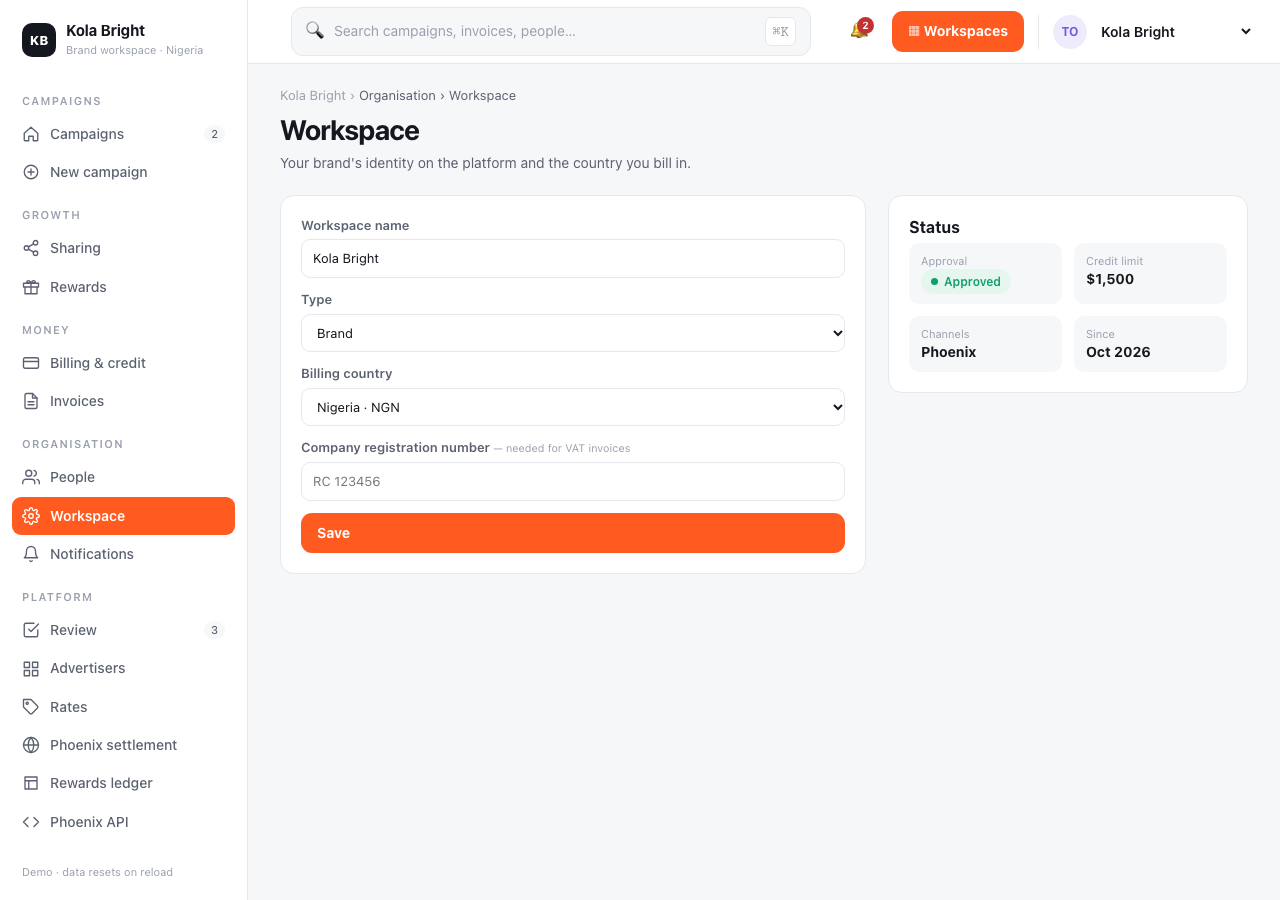 KB
Kola Bright
Brand workspace · Nigeria
CAMPAIGNS
Campaigns 2
New campaign
GROWTH
Sharing
Rewards
MONEY
Billing & credit
Invoices
ORGANISATION
People
Workspace
Notifications
PLATFORM
Review 3
Advertisers
Rates
Phoenix settlement
Rewards ledger
Phoenix API
Demo · data resets on reload
Search campaigns, invoices, people… ⌘K
2
Workspaces
TO Kola Bright
Kola Bright › Organisation › Workspace
Workspace
Your brand's identity on the platform and the country you bill in.
Workspace name
Kola Bright
Type
Brand
Billing country
Nigeria · NGN
Company registration number — needed for VAT invoices
RC 123456
Save
Status
Approval
Approved
Credit limit
$1,500
Channels
Phoenix
Since
Oct 2026